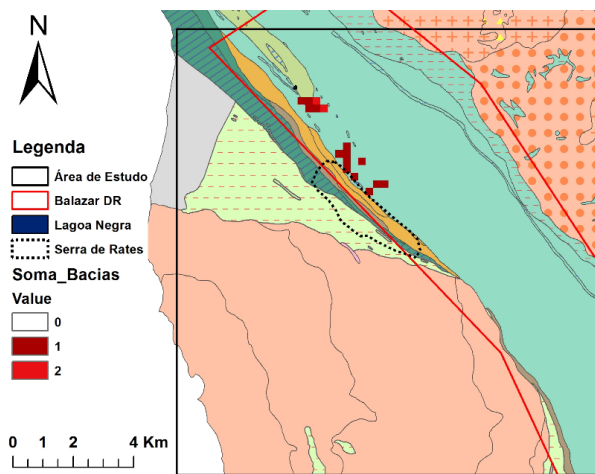 N
Legenda
Área de Estudo
Balazar DR
Lagoa Negra
Serra de Rates
Soma_Bacias
Value
0
1
2
0 2 4 Km